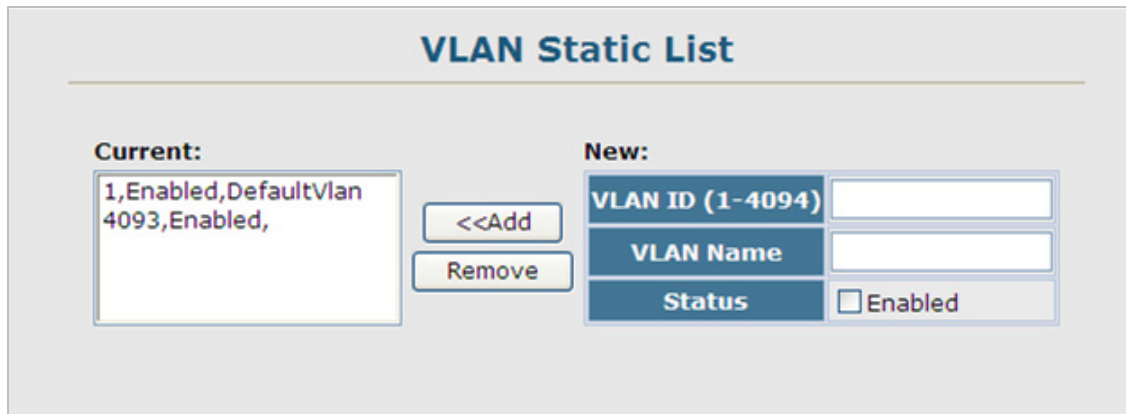 VLAN Static List
Current:
1,Enabled,DefaultVlan
4093,Enabled,
<<Add
Remove
New:
VLAN ID (1-4094)
VLAN Name
Status
Enabled